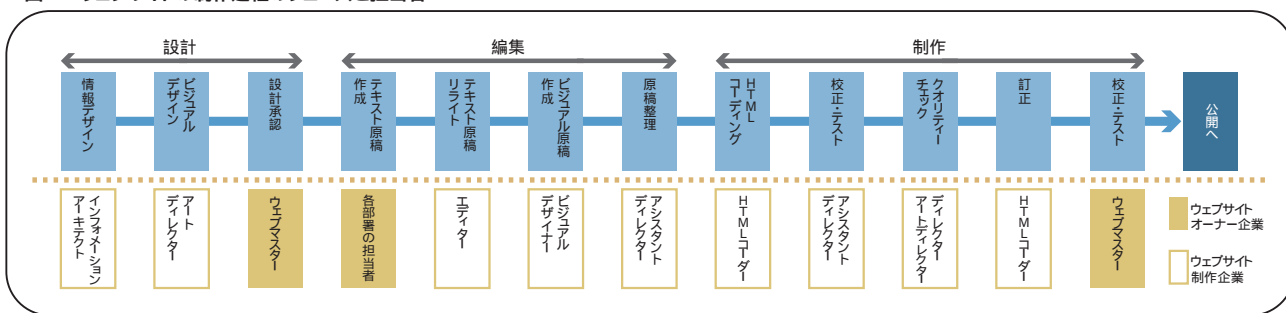 設計
編集
制作
情報デザイン
ビジュアル
デザイン
設計承認
テキスト原稿
作成
テキスト原稿
リライト
ビジュアル原稿
作成
原稿整理
HTML
コーディング
校正・テスト
クオリティー
チェック
訂正
校正・テスト
公開へ
インフォメーション
アーキテクト
アート
ディレクター
ウェブマスター
各部署の担当者
エディター
ビジュアル
デザイナー
アシスタント
ディレクター
HTMLコーダー
アシスタント
ディレクター
ディレクター
アートディレクター
HTMLコーダー
ウェブマスター
ウェブサイト
オーナー企業
ウェブサイト
制作企業